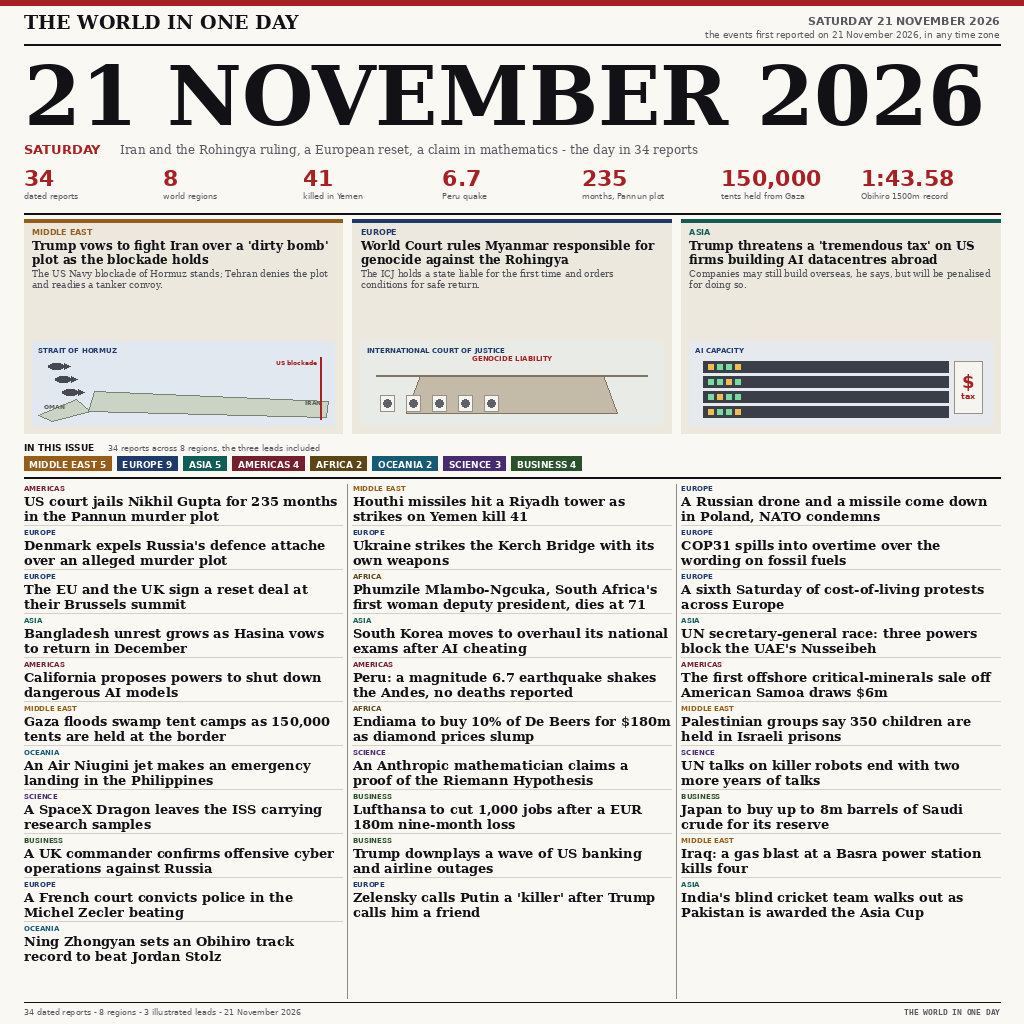 THE WORLD IN ONE DAY
SATURDAY 21 NOVEMBER 2026
the events first reported on 21 November 2026, in any time zone
21 NOVEMBER 2026
SATURDAY Iran and the Rohingya ruling, a European reset, a claim in mathematics - the day in 34 reports
34
dated reports
8
world regions
41
killed in Yemen
6.7
Peru quake
235
months, Pannun plot
150,000
tents held from Gaza
1:43.58
Obihiro 1500m record
MIDDLE EAST
Trump vows to fight Iran over a 'dirty bomb'
plot as the blockade holds
The US Navy blockade of Hormuz stands; Tehran denies the plot
and readies a tanker convoy.
STRAIT OF HORMUZ
US blockade
IRAN
OMAN
EUROPE
World Court rules Myanmar responsible for
genocide against the Rohingya
The ICJ holds a state liable for the first time and orders
conditions for safe return.
INTERNATIONAL COURT OF JUSTICE
GENOCIDE LIABILITY
ASIA
Trump threatens a 'tremendous tax' on US
firms building AI datacentres abroad
Companies may still build overseas, he says, but will be penalised
for doing so.
AI CAPACITY
$
tax
IN THIS ISSUE 34 reports across 8 regions, the three leads included
MIDDLE EAST 5 EUROPE 9 ASIA 5 AMERICAS 4 AFRICA 2 OCEANIA 2 SCIENCE 3 BUSINESS 4
AMERICAS
US court jails Nikhil Gupta for 235 months
in the Pannun murder plot
EUROPE
Denmark expels Russia's defence attache
over an alleged murder plot
EUROPE
The EU and the UK sign a reset deal at
their Brussels summit
ASIA
Bangladesh unrest grows as Hasina vows
to return in December
AMERICAS
California proposes powers to shut down
dangerous AI models
MIDDLE EAST
Gaza floods swamp tent camps as 150,000
tents are held at the border
OCEANIA
An Air Niugini jet makes an emergency
landing in the Philippines
SCIENCE
A SpaceX Dragon leaves the ISS carrying
research samples
BUSINESS
A UK commander confirms offensive cyber
operations against Russia
EUROPE
A French court convicts police in the
Michel Zecler beating
OCEANIA
Ning Zhongyan sets an Obihiro track
record to beat Jordan Stolz
MIDDLE EAST
Houthi missiles hit a Riyadh tower as
strikes on Yemen kill 41
EUROPE
Ukraine strikes the Kerch Bridge with its
own weapons
AFRICA
Phumzile Mlambo-Ngcuka, South Africa's
first woman deputy president, dies at 71
ASIA
South Korea moves to overhaul its national
exams after AI cheating
AMERICAS
Peru: a magnitude 6.7 earthquake shakes
the Andes, no deaths reported
AFRICA
Endiama to buy 10% of De Beers for $180m
as diamond prices slump
SCIENCE
An Anthropic mathematician claims a
proof of the Riemann Hypothesis
BUSINESS
Lufthansa to cut 1,000 jobs after a EUR
180m nine-month loss
BUSINESS
Trump downplays a wave of US banking
and airline outages
EUROPE
Zelensky calls Putin a 'killer' after Trump
calls him a friend
EUROPE
A Russian drone and a missile come down
in Poland, NATO condemns
EUROPE
COP31 spills into overtime over the
wording on fossil fuels
EUROPE
A sixth Saturday of cost-of-living protests
across Europe
ASIA
UN secretary-general race: three powers
block the UAE's Nusseibeh
AMERICAS
The first offshore critical-minerals sale off
American Samoa draws $6m
MIDDLE EAST
Palestinian groups say 350 children are
held in Israeli prisons
SCIENCE
UN talks on killer robots end with two
more years of talks
BUSINESS
Japan to buy up to 8m barrels of Saudi
crude for its reserve
MIDDLE EAST
Iraq: a gas blast at a Basra power station
kills four
ASIA
India's blind cricket team walks out as
Pakistan is awarded the Asia Cup
34 dated reports - 8 regions - 3 illustrated leads - 21 November 2026
THE WORLD IN ONE DAY